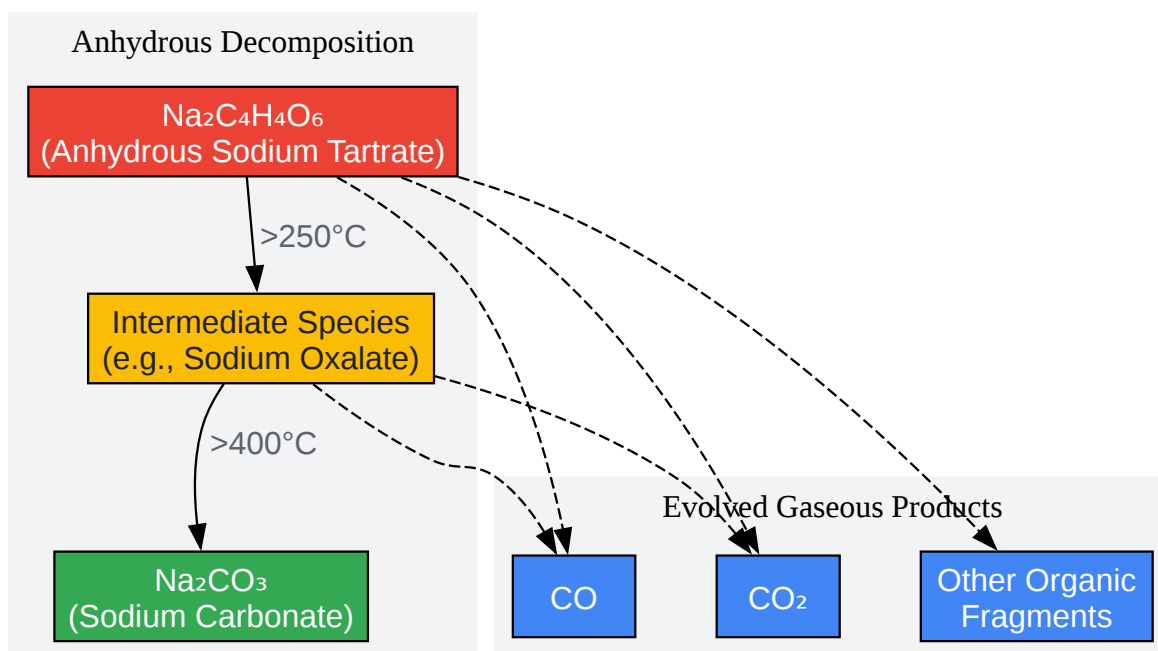 Anhydrous Decomposition
Na₂C₄H₄O₆
(Anhydrous Sodium Tartrate)
>250°C
Intermediate Species
(e.g., Sodium Oxalate)
>400°C
Evolved Gaseous Products
Na₂CO₃
(Sodium Carbonate)
CO
CO₂
Other Organic
Fragments